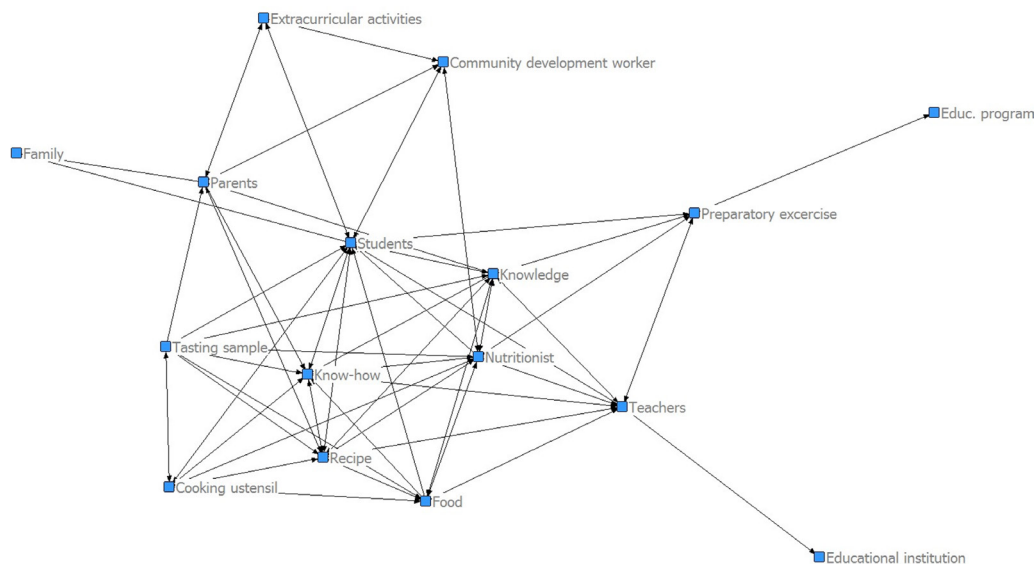 Extracurricular activities
Community development worker
Educ. program
Family
Parents
Preparatory excercise
Students
Knowledge
Tasting sample
Nutritionist
Know-how
Teachers
Recipe
Cooking ustensil
Food
Educational institution